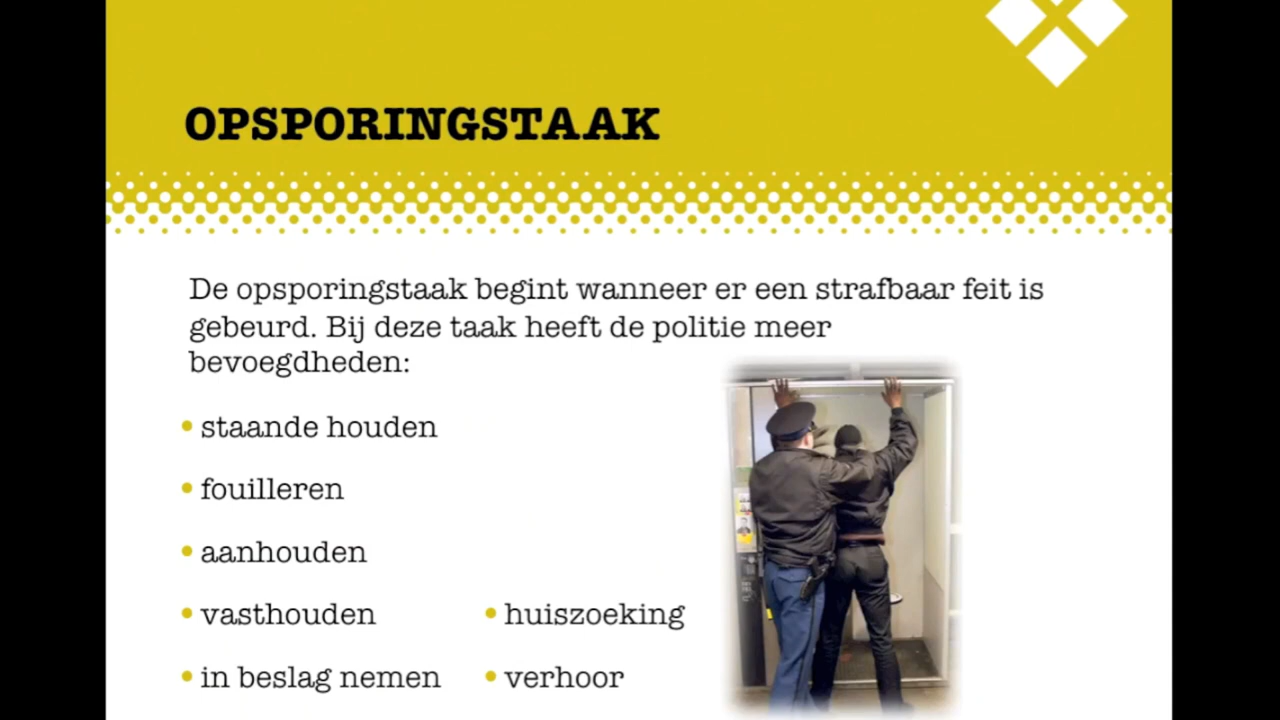 OPSPORINGSTAAK
De opsporingstaak begint wanneer er een strafbaar feit is
gebeurd. Bij deze taak heeft de politie meer
bevoegdheden:
• staande houden
• fouilleren
• aanhouden
• vasthouden
• in beslag nemen
• huiszoeking
• verhoor